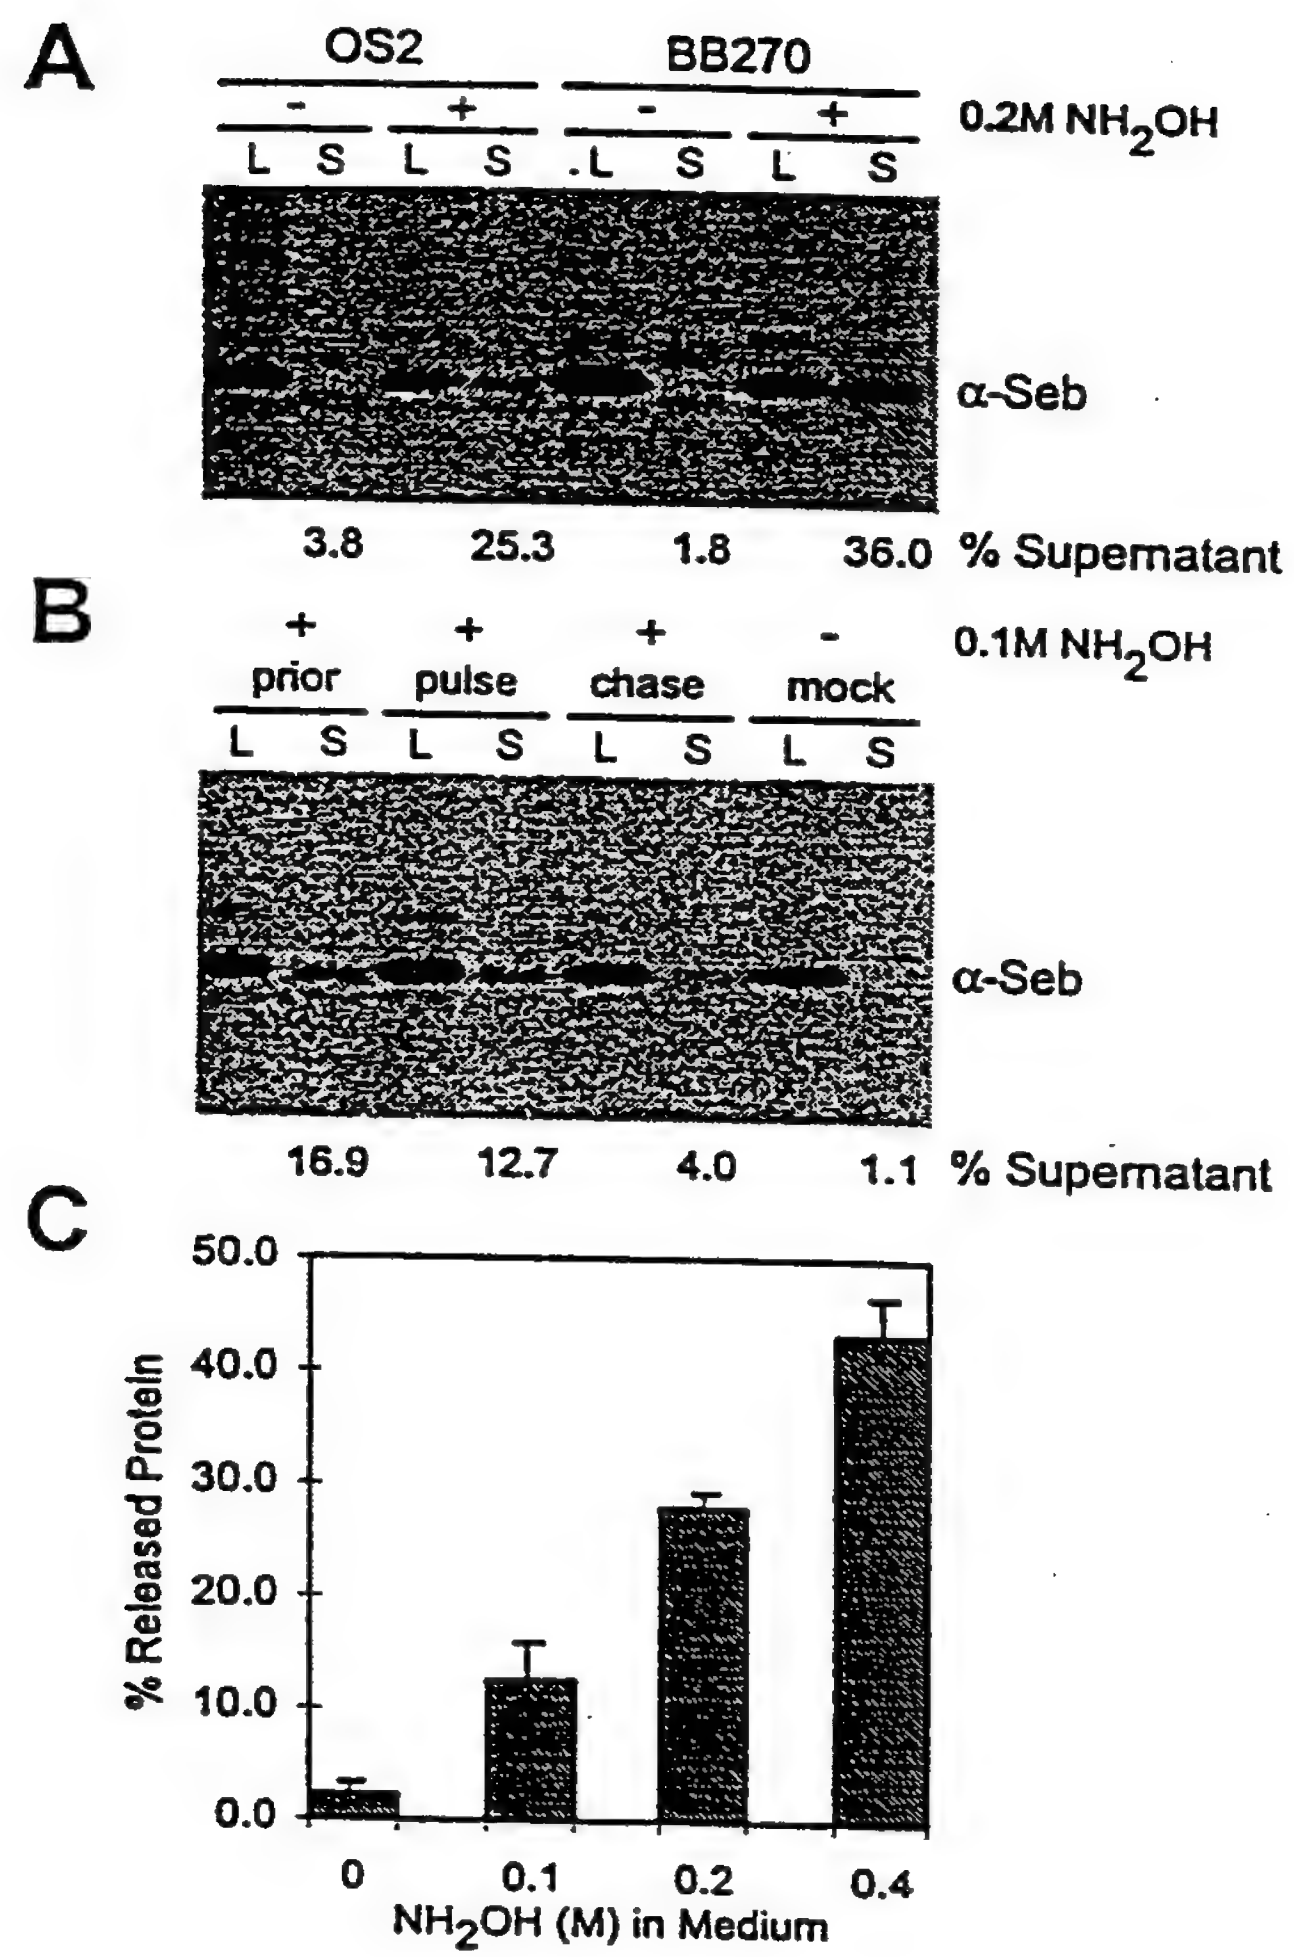 A
OS2 BB270
- + - + 0.2M NH2OH
L S L S .L S L S
α-Seb
3.8 25.3 1.8 36.0 % Supernatant
B
+ + + - 0.1M NH2OH
prior pulse chase mock
L S L S L S L S
α-Seb
16.9 12.7 4.0 1.1 % Supernatant
C
50.0
40.0
30.0
20.0
10.0
0.0
% Released Protein
0 0.1 0.2 0.4
NH2OH (M) in Medium